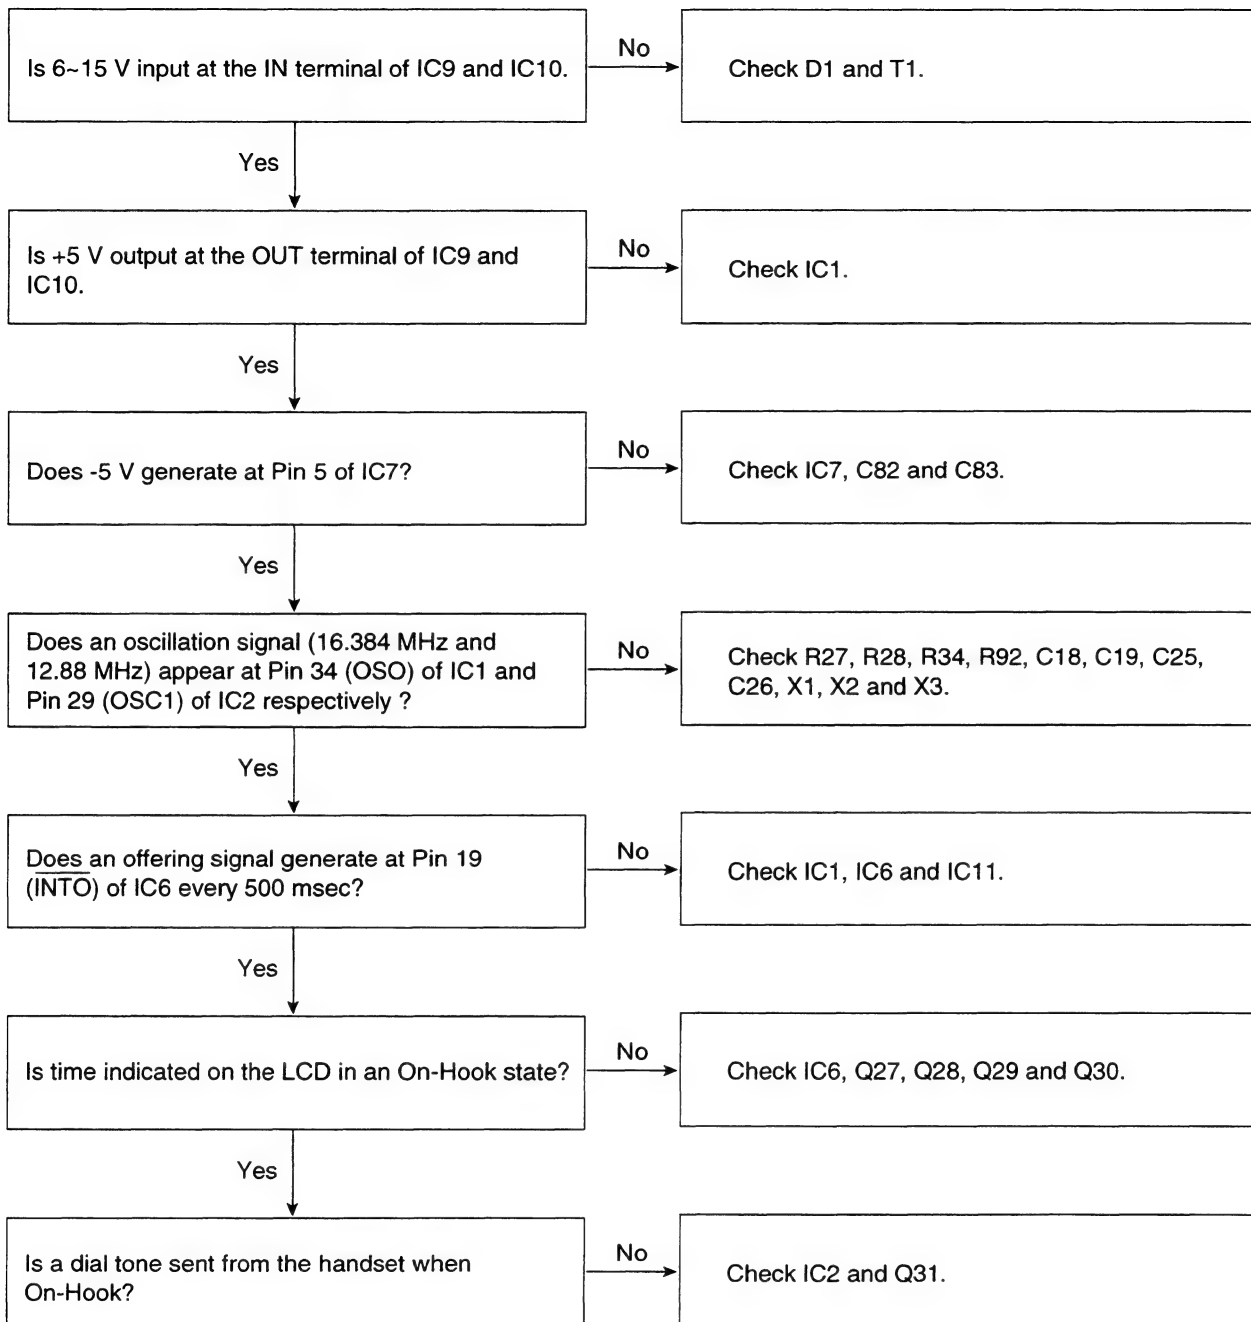 Is 6~15 V input at the IN terminal of IC9 and IC10.
No
Check D1 and T1.
Yes
Is +5 V output at the OUT terminal of IC9 and
IC10.
No
Check IC1.
Yes
Does -5 V generate at Pin 5 of IC7?
No
Check IC7, C82 and C83.
Yes
Does an oscillation signal (16.384 MHz and
12.88 MHz) appear at Pin 34 (OSO) of IC1 and
Pin 29 (OSC1) of IC2 respectively ?
No
Check R27, R28, R34, R92, C18, C19, C25,
C26, X1, X2 and X3.
Yes
Does an offering signal generate at Pin 19
(INTO) of IC6 every 500 msec?
No
Check IC1, IC6 and IC11.
Yes
Is time indicated on the LCD in an On-Hook state?
No
Check IC6, Q27, Q28, Q29 and Q30.
Yes
Is a dial tone sent from the handset when
On-Hook?
No
Check IC2 and Q31.